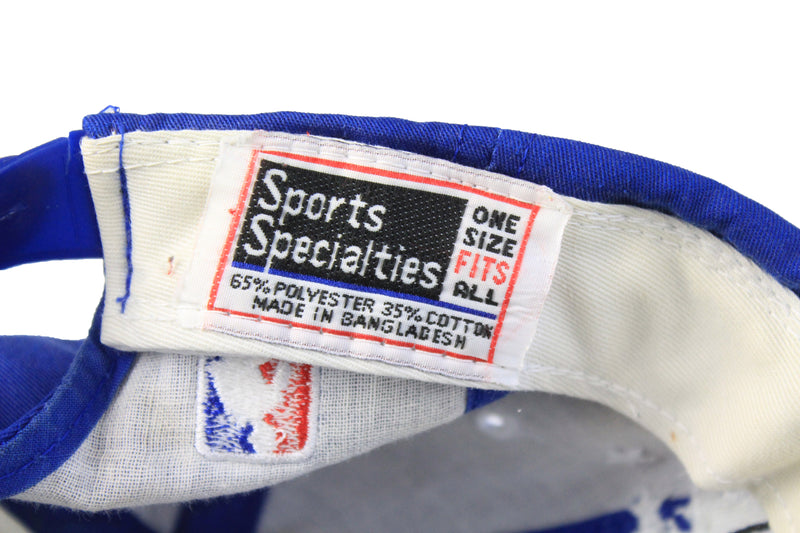 Sports
Specialties
ONE
SIZE
FITS
ALL
65% POLYESTER 35% COTTON
MADE IN BANGLADESH